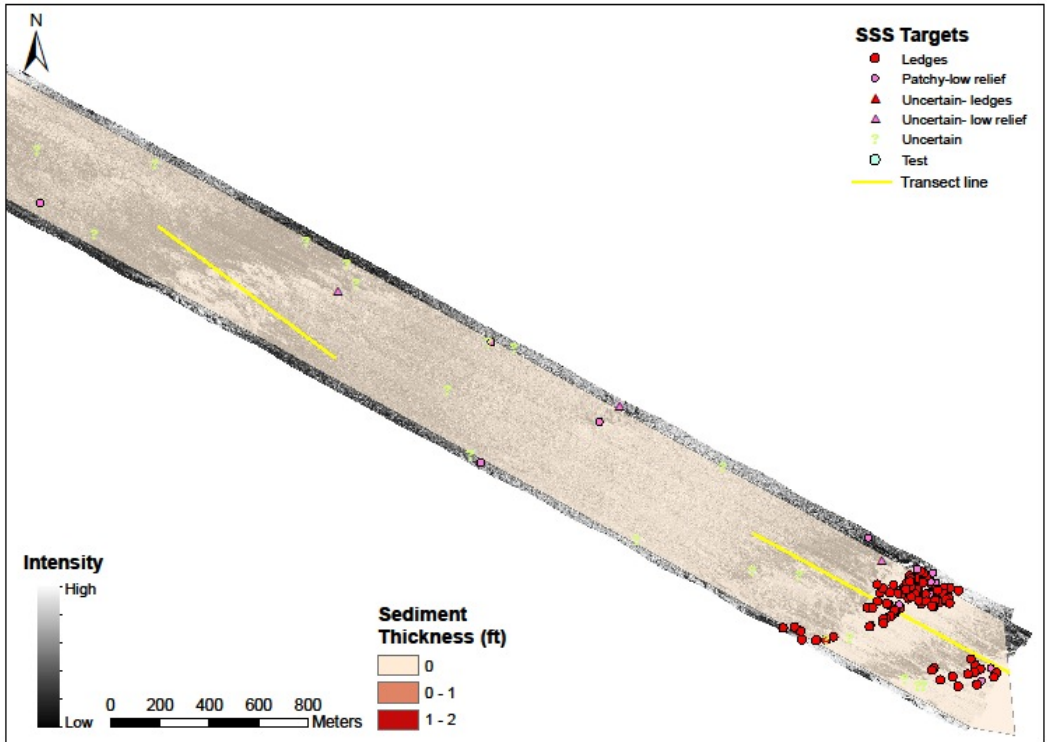 N
SSS Targets
Ledges
Patchy-low relief
Uncertain- ledges
Uncertain- low relief
? Uncertain
Test
Transect line
Intensity
High
Low
0 200 400 600 800
Meters
Sediment
Thickness (ft)
0
0 - 1
1 - 2